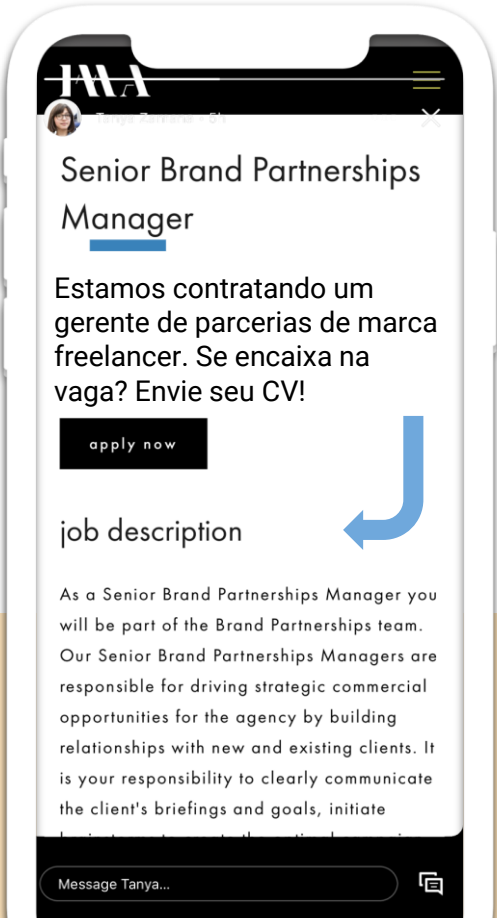 IMA
Senior Brand Partnerships
Manager
Estamos contratando um
gerente de parcerias de marca
freelancer. Se encaixa na
vaga? Envie seu CV!
apply now
job description
As a Senior Brand Partnerships Manager you
will be part of the Brand Partnerships team.
Our Senior Brand Partnerships Managers are
responsible for driving strategic commercial
opportunities for the agency by building
relationships with new and existing clients. It
is your responsibility to clearly communicate
the client's briefings and goals, initiate
Message Tanya...